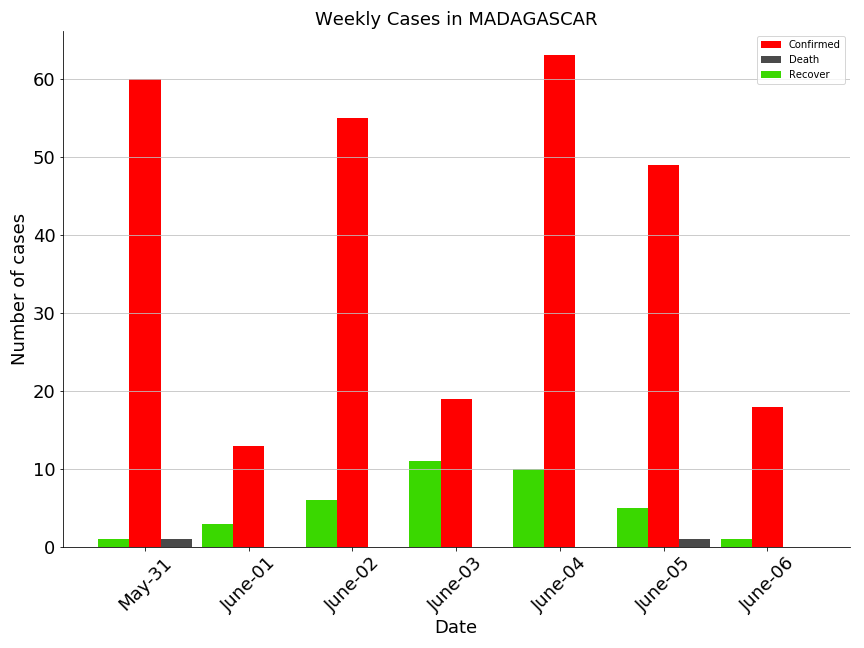 Weekly Cases in MADAGASCAR
Confirmed
Death
Recover
Number of cases
60
50
40
30
20
10
0
May-31
June-01
June-02
June-03
June-04
June-05
June-06
Date